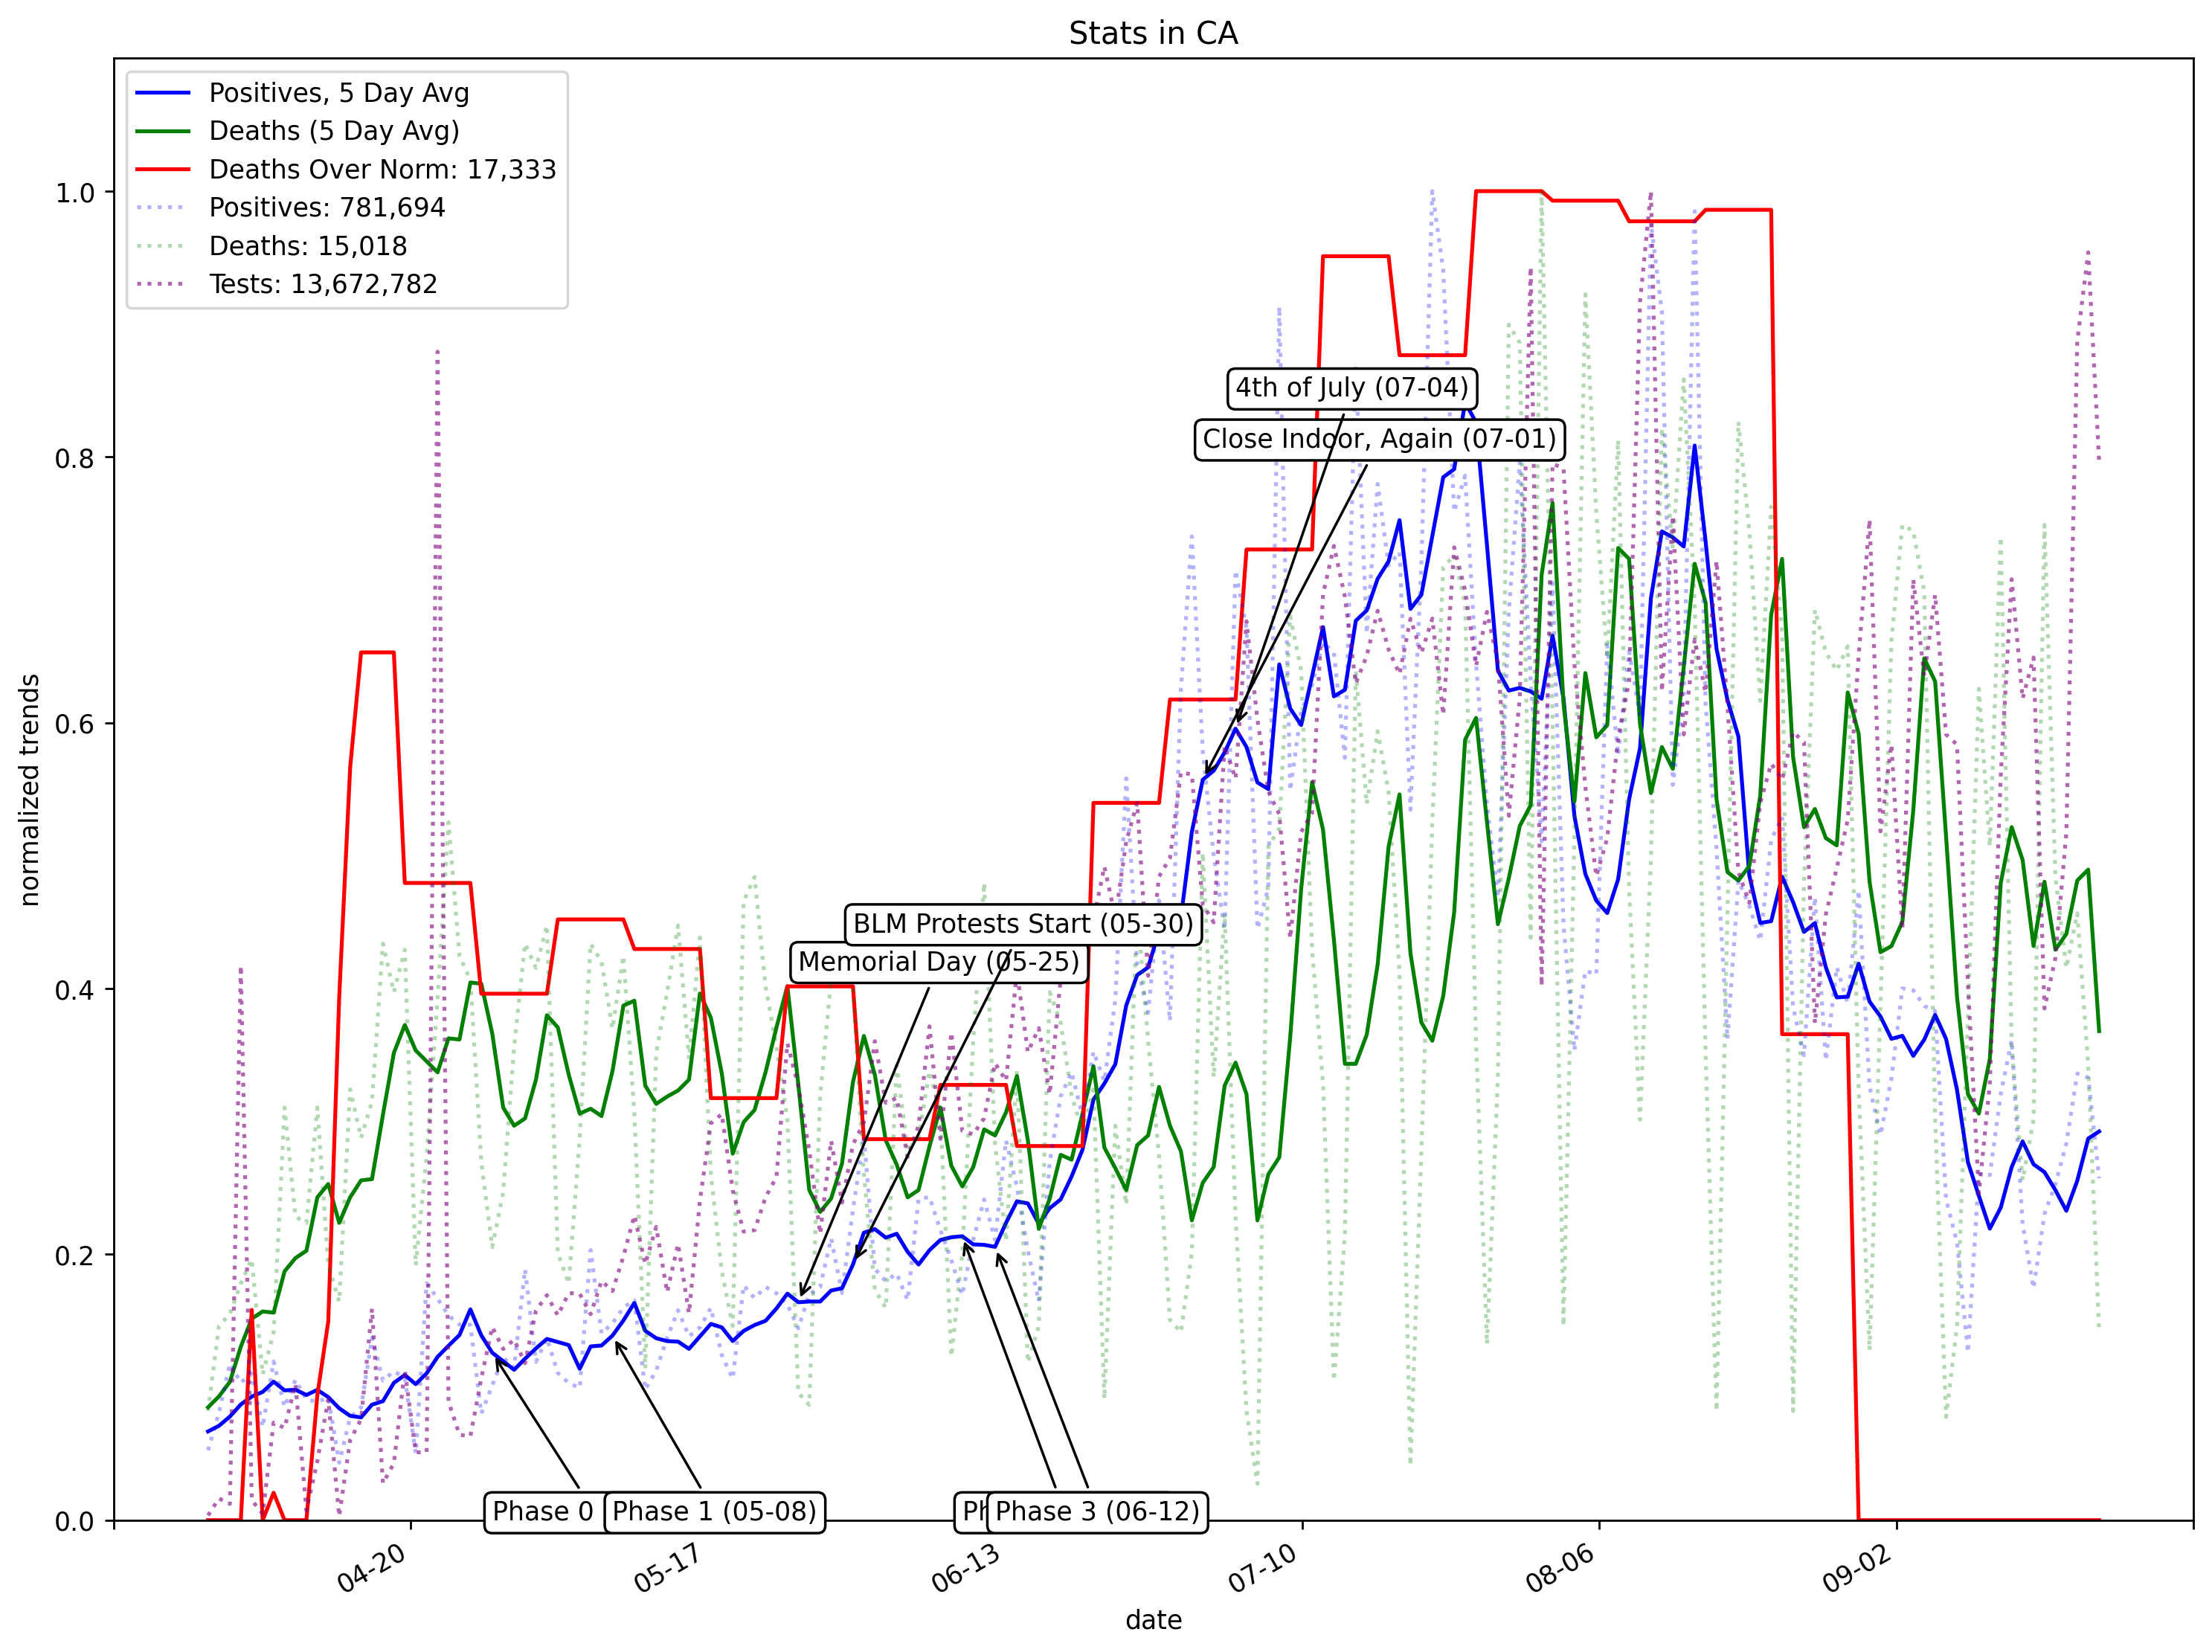 Stats in CA
Positives, 5 Day Avg
Deaths (5 Day Avg)
Deaths Over Norm: 17,333
Positives: 781,694
Deaths: 15,018
Tests: 13,672,782
1.0
0.8
0.6
0.4
0.2
0.0
normalized trends
4th of July (07-04)
Close Indoor, Again (07-01)
BLM Protests Start (05-30)
Memorial Day (05-25)
Phase 0
Phase 1 (05-08)
Phase 3 (06-12)
04-20
05-17
06-13
07-10
08-06
09-02
date